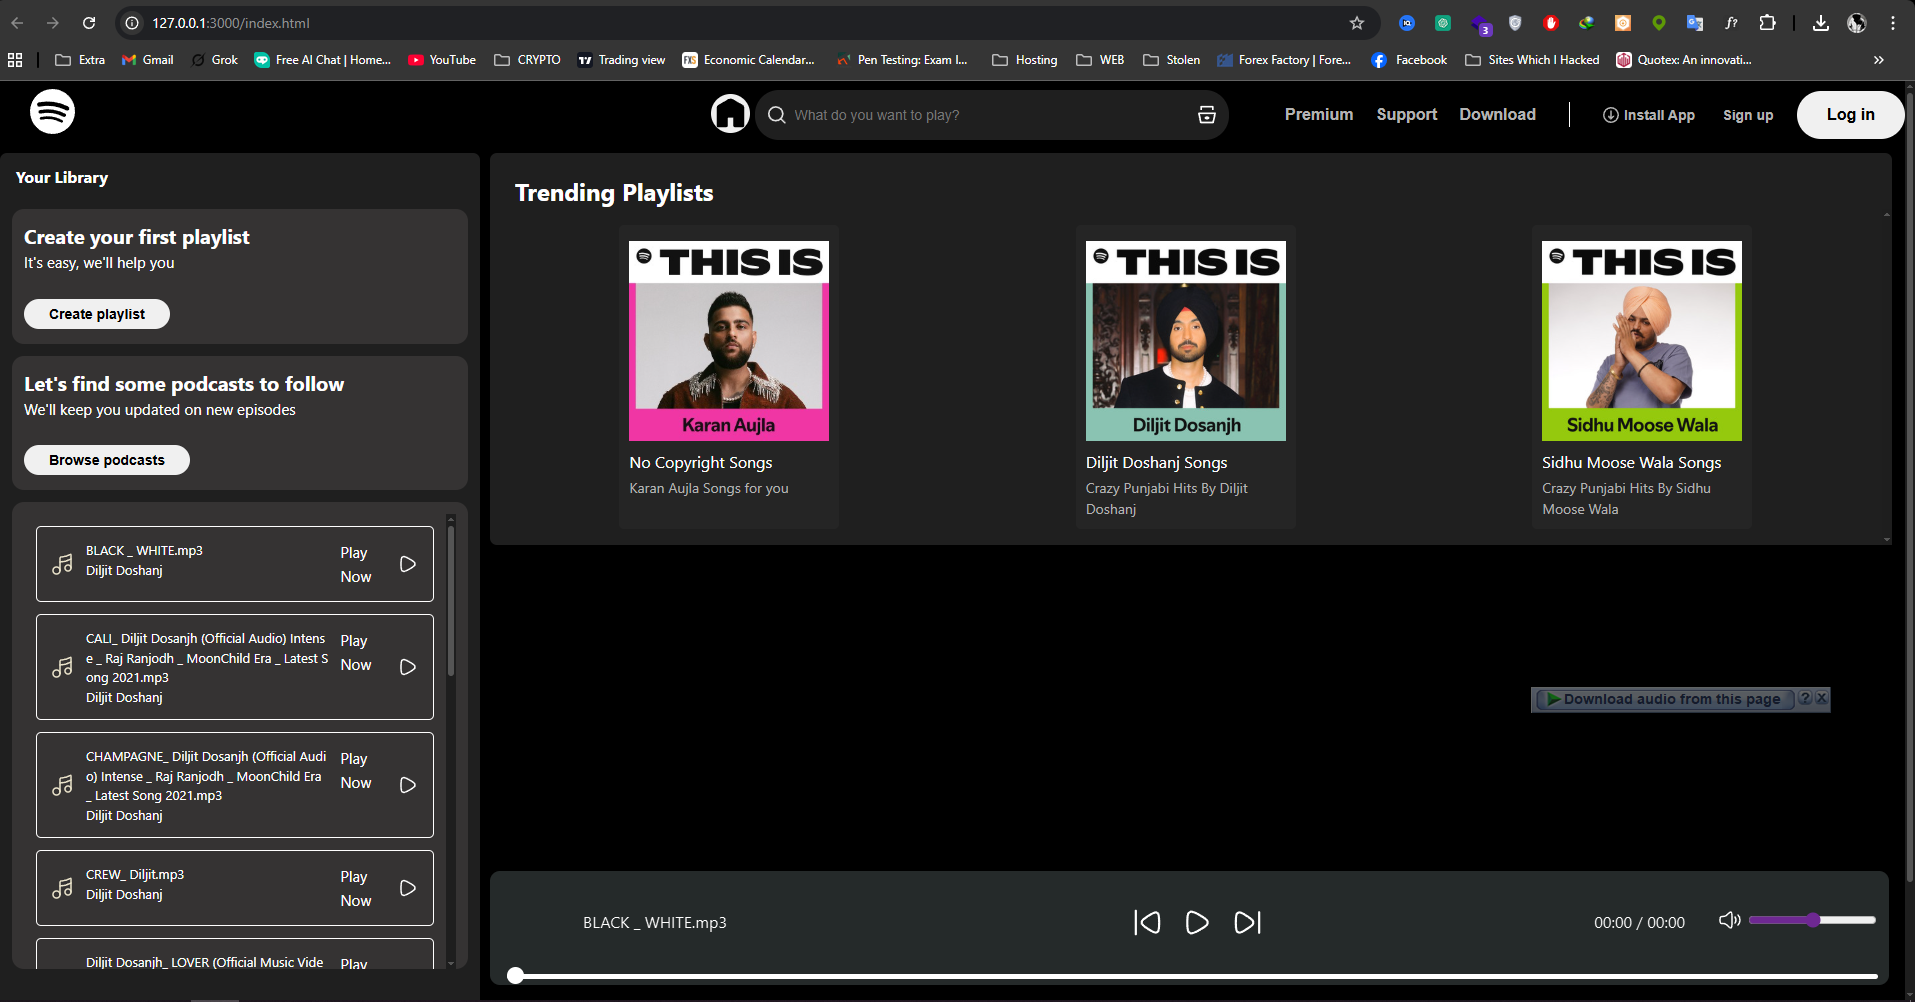 127.0.0.1:3000/index.html
3
Extra
Gmail
Grok
Free AI Chat | Home...
YouTube
CRYPTO
Trading view
Economic Calendar...
Pen Testing: Exam I...
Hosting
WEB
Stolen
Forex Factory | Fore...
Facebook
Sites Which I Hacked
Quotex: An innovati...
What do you want to play?
Premium
Support
Download
Install App
Sign up
Log in
Your Library
Create your first playlist
It's easy, we'll help you
Create playlist
Let's find some podcasts to follow
We'll keep you updated on new episodes
Browse podcasts
BLACK _ WHITE.mp3
Diljit Doshanj
Play
Now
CALI_ Diljit Dosanjh (Official Audio) Intens
e _ Raj Ranjodh _ MoonChild Era _ Latest S
ong 2021.mp3
Diljit Doshanj
Play
Now
CHAMPAGNE_ Diljit Dosanjh (Official Audi
o) Intense _ Raj Ranjodh _ MoonChild Era
_ Latest Song 2021.mp3
Diljit Doshanj
Play
Now
CREW_ Diljit.mp3
Diljit Doshanj
Play
Now
Diljit Dosanjh_ LOVER (Official Music Vide
Play
Trending Playlists
THIS IS
Karan Aujla
No Copyright Songs
Karan Aujla Songs for you
THIS IS
Diljit Dosanjh
Diljit Doshanj Songs
Crazy Punjabi Hits By Diljit
Doshanj
THIS IS
Sidhu Moose Wala
Sidhu Moose Wala Songs
Crazy Punjabi Hits By Sidhu
Moose Wala
Download audio from this page
BLACK _ WHITE.mp3
00:00 / 00:00